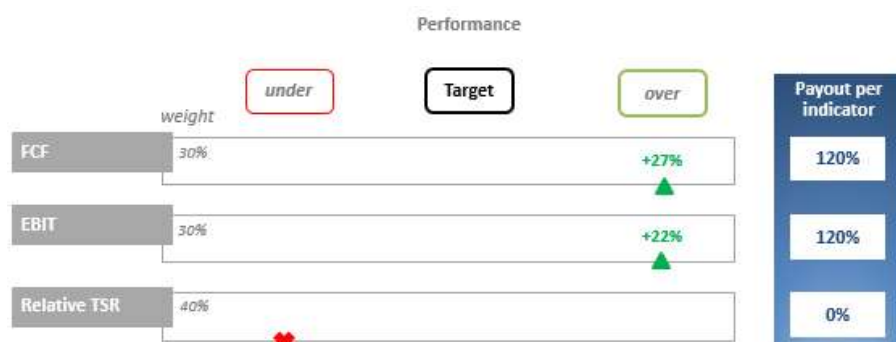 Performance
under
Target
over
Payout per
indicator
weight
FCF
30%
+27%
120%
EBIT
30%
+22%
120%
Relative TSR
40%
0%